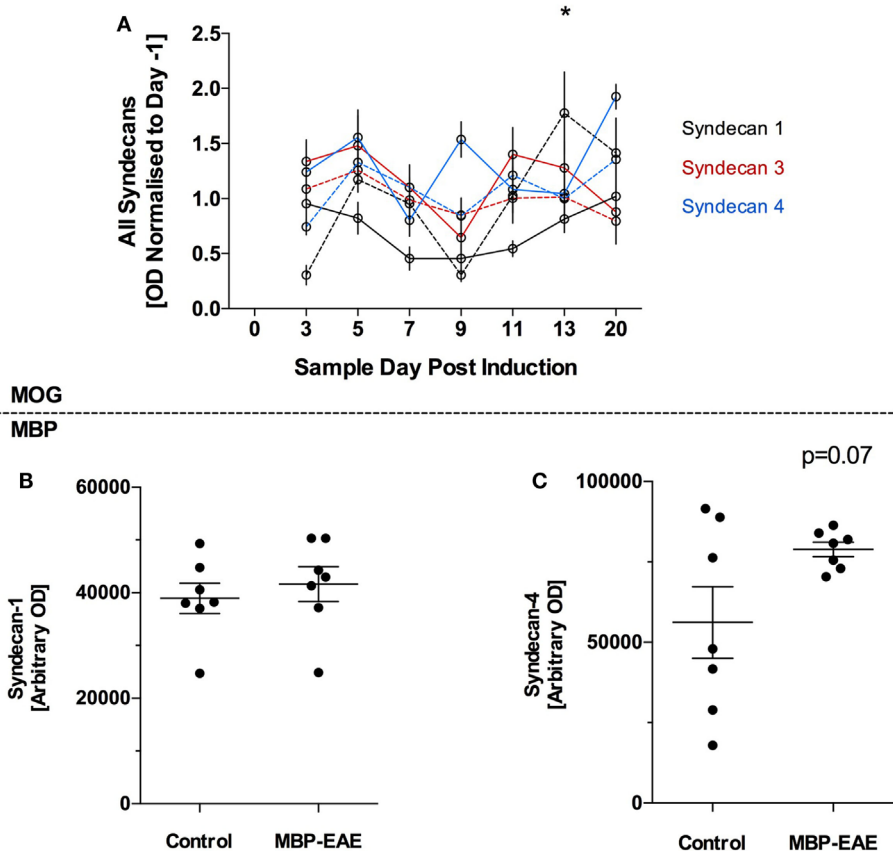 A
*
All Syndecans
[OD Normalised to Day -1]
2.5
2.0
1.5
1.0
0.5
0.0
0 3 5 7 9 11 13 20
Sample Day Post Induction
Syndecan 1
Syndecan 3
Syndecan 4
MOG
MBP
B
Syndecan-1
[Arbitrary OD]
60000
40000
20000
0
Control MBP-EAE
C
p=0.07
Syndecan-4
[Arbitrary OD]
100000
50000
0
Control MBP-EAE